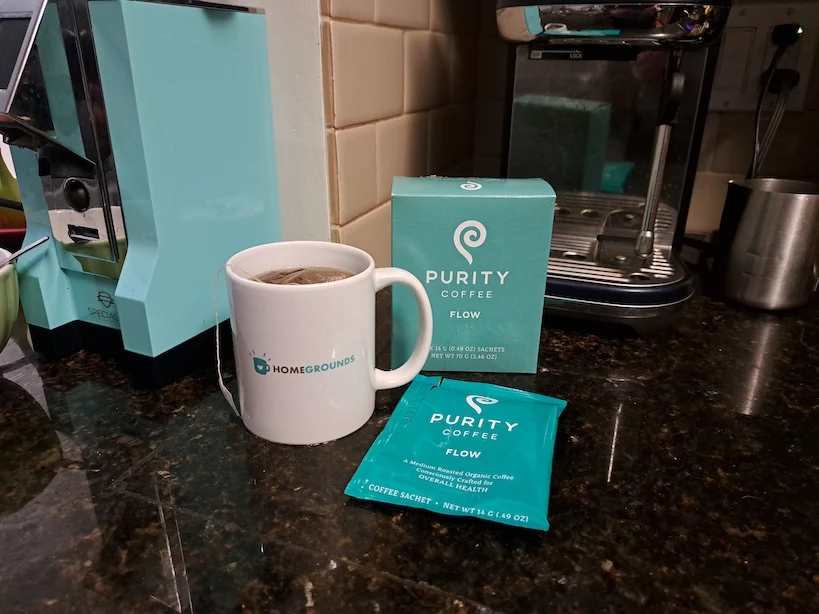 PURITY
COFFEE
FLOW
14 G (0.49 OZ) SACHETS
NET WT 70 G (2.46 OZ)
HOMEGROUNDS
PURITY
COFFEE
FLOW
A Medium Roasted Organic Coffee
Consciously Crafted for
OVERALL HEALTH
COFFEE SACHET • NET WT 14 G (.49 OZ)